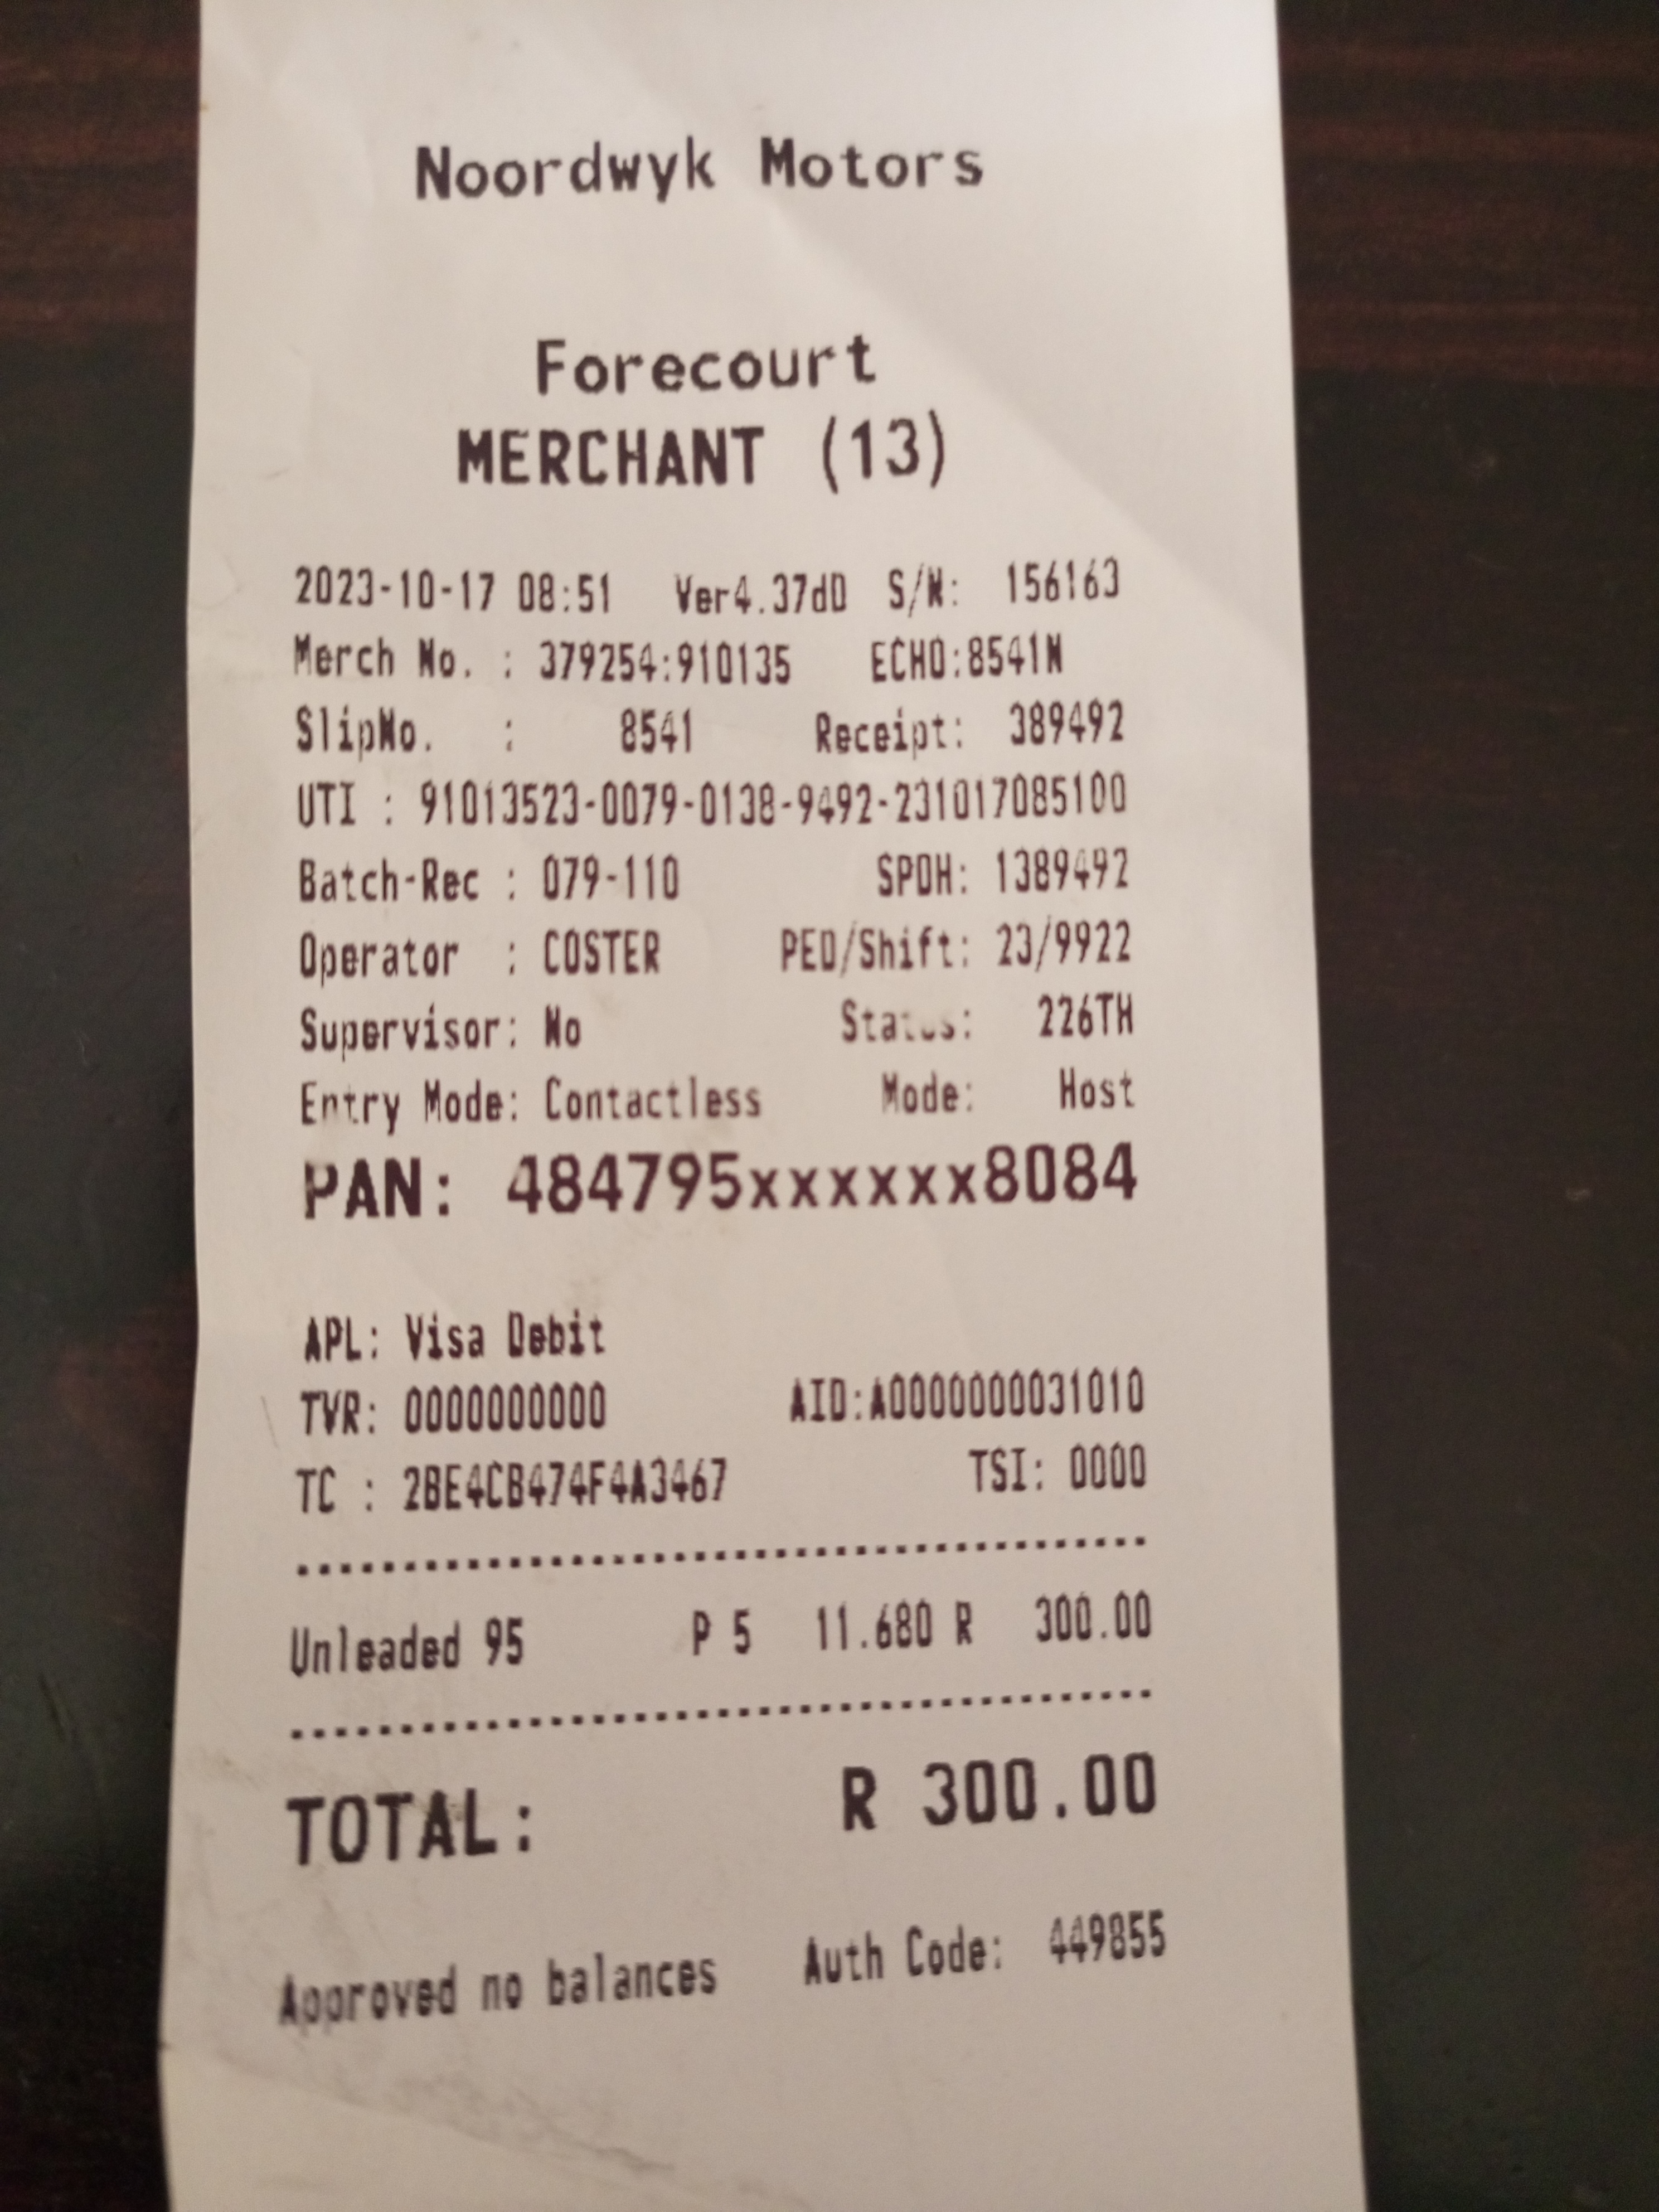 Noordwyk Motors
Forecourt
MERCHANT (13)
2023-10-17 08:51 Ver4.37dD S/N: 156163
Merch No. : 379254:910135 ECHO:8541N
SlipNo. : 8541 Receipt: 389492
UTI : 91013523-0079-0138-9492-231017085100
Batch-Rec : 079-110 SPDH: 1389492
Operator : COSTER PED/Shift: 23/9922
Supervisor: No Status: 226TH
Entry Mode: Contactless Mode: Host
PAN: 484795xxxxxx8084
APL: Visa Debit
TVR: 0000000000 AID:A0000000031010
TC : 2BE4CB474F4A3467 TSI: 0000
Unleaded 95 P 5 11.680 R 300.00
TOTAL: R 300.00
Approved no balances Auth Code: 449855